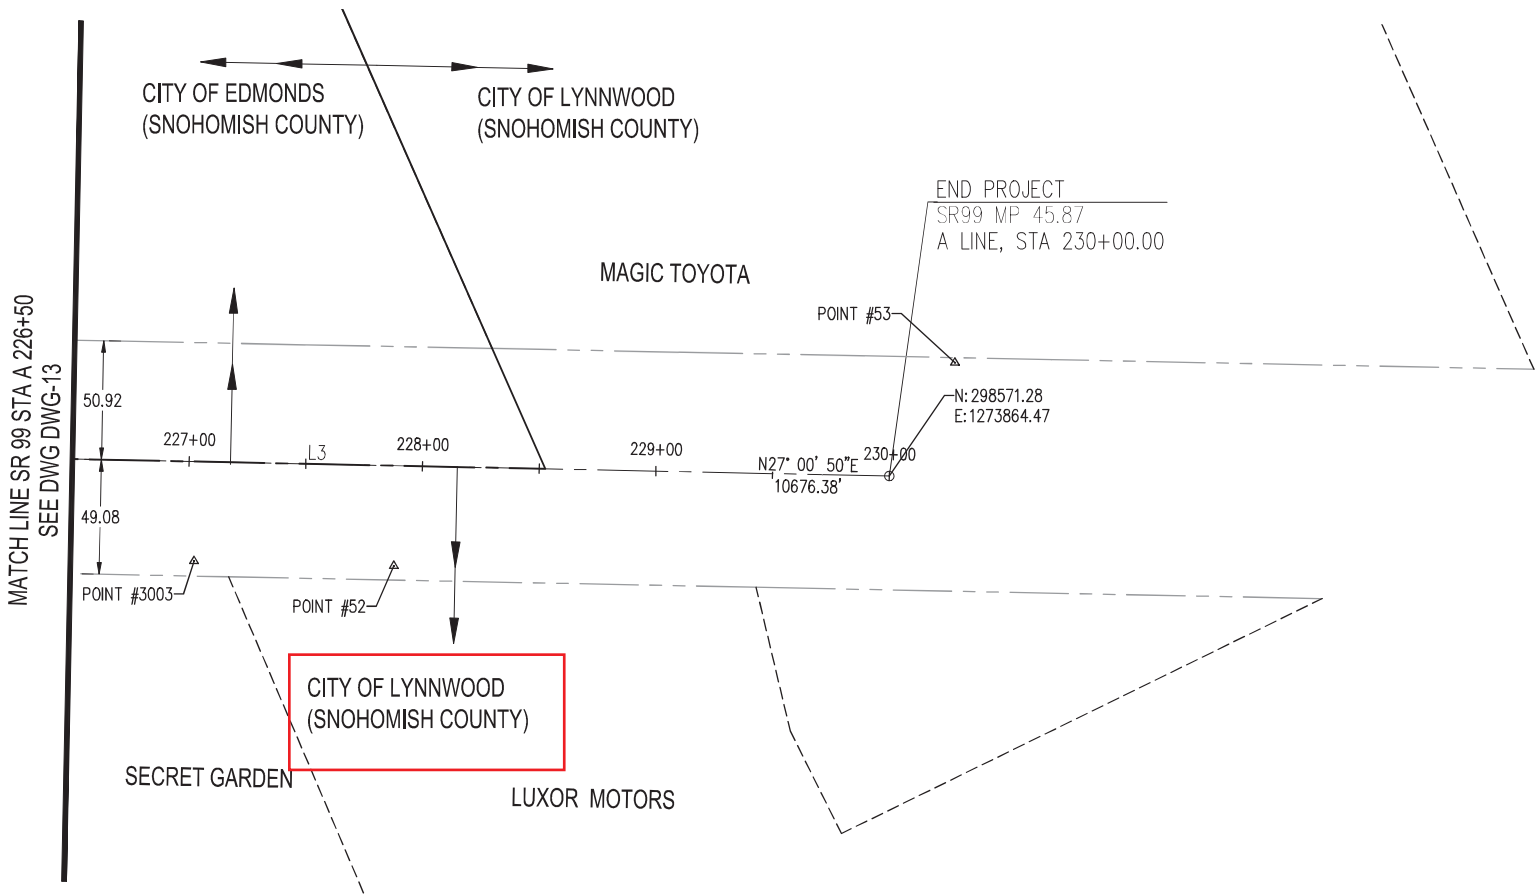 CITY OF EDMONDS
(SNOHOMISH COUNTY)
CITY OF LYNNWOOD
(SNOHOMISH COUNTY)
END PROJECT
SR99 MP 45.87
A LINE, STA 230+00.00
MAGIC TOYOTA
POINT #53
MATCH LINE SR 99 STA A 226+50
SEE DWG DWG-13
50.92
N: 298571.28
E: 1273864.47
227+00
L3
228+00
229+00
230+00
N27° 00' 50"E
10676.38'
49.08
POINT #3003
POINT #52
CITY OF LYNNWOOD
(SNOHOMISH COUNTY)
SECRET GARDEN
LUXOR MOTORS